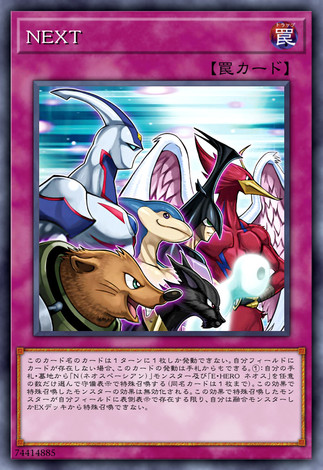 NEXT
トラップ
罠
【罠カード】
このカード名のカードは1ターンに1枚しか発動できない。自分フィールドに
カードが存在しない場合、このカードの発動は手札からもできる。①:自分の手
札・墓地から「N(ネオスペーシアン)」モンスター及び「E・HERO ネオス」を任意
の数だけ選んで守備表示で特殊召喚する(同名カードは1枚まで)。この効果で
特殊召喚したモンスターの効果は無効化される。この効果で特殊召喚したモ
ンスターが自分フィールドに表側表示で存在する限り、自分は融合モンスター
しかEXデッキから特殊召喚できない。
74414885